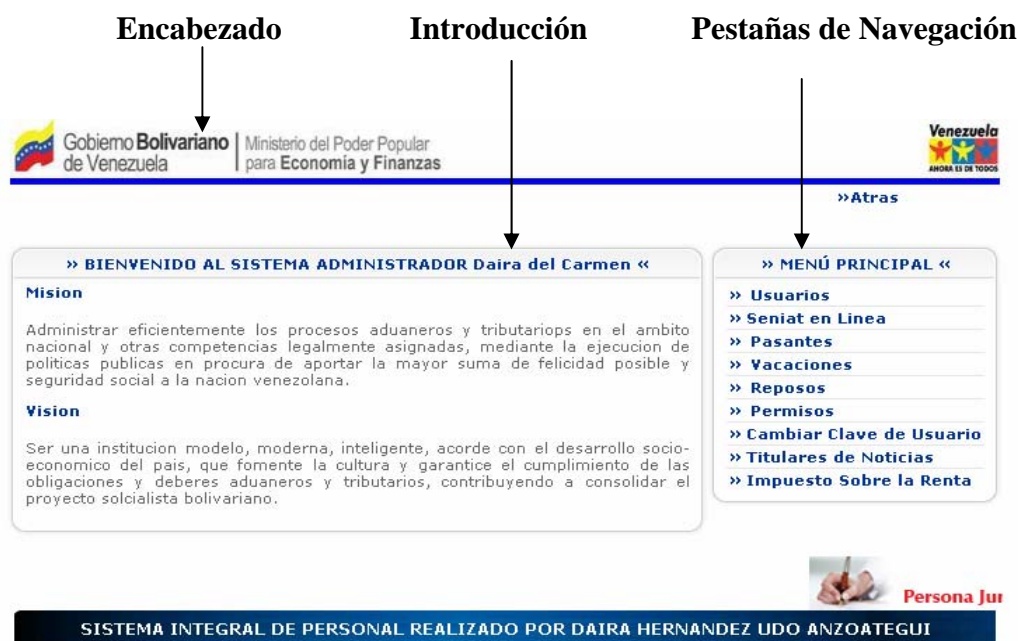 Encabezado Introducción Pestañas de Navegación
Gobierno Bolivariano
de Venezuela
Ministerio del Poder Popular
para Economía y Finanzas
Venezuela
AHORA ES DE TODOS
»Atras
» BIENVENIDO AL SISTEMA ADMINISTRADOR Daira del Carmen «
Mision
Administrar eficientemente los procesos aduaneros y tributariops en el ambito
nacional y otras competencias legalmente asignadas, mediante la ejecucion de
politicas publicas en procura de aportar la mayor suma de felicidad posible y
seguridad social a la nacion venezolana.
Vision
Ser una institucion modelo, moderna, inteligente, acorde con el desarrollo socio-
economico del pais, que fomente la cultura y garantice el cumplimiento de las
obligaciones y deberes aduaneros y tributarios, contribuyendo a consolidar el
proyecto solcialista bolivariano.
» MENÚ PRINCIPAL «
» Usuarios
» Seniat en Linea
» Pasantes
» Vacaciones
» Reposos
» Permisos
» Cambiar Clave de Usuario
» Titulares de Noticias
» Impuesto Sobre la Renta
Persona Jur
SISTEMA INTEGRAL DE PERSONAL REALIZADO POR DAIRA HERNANDEZ UDO ANZOATEGUI